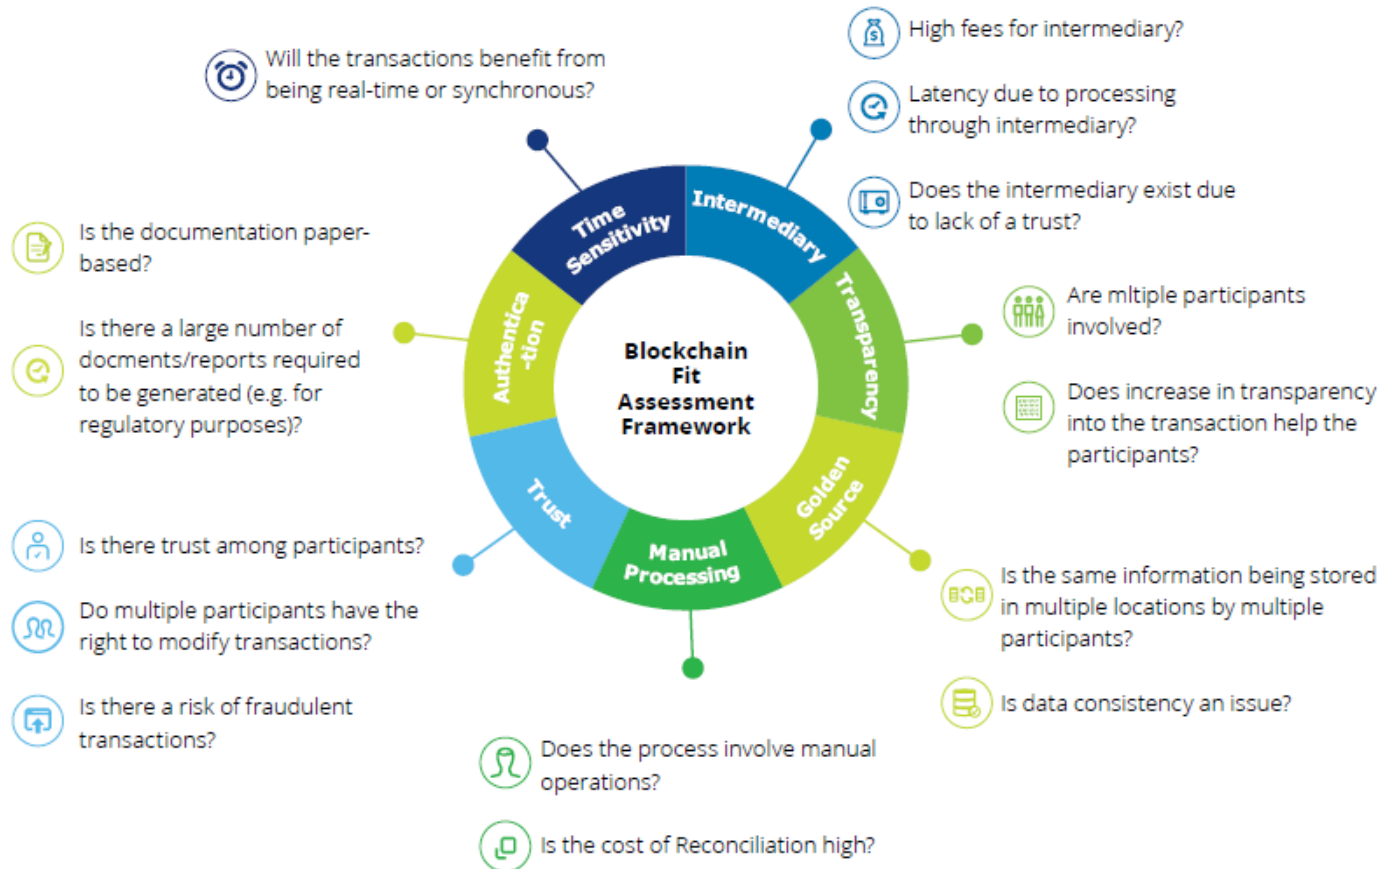 Will the transactions benefit from
being real-time or synchronous?
High fees for intermediary?
Latency due to processing
through intermediary?
Does the intermediary exist due
to lack of a trust?
Is the documentation paper-
based?
Is there a large number of
docments/reports required
to be generated (e.g. for
regulatory purposes)?
Are mltiple participants
involved?
Does increase in transparency
into the transaction help the
participants?
Time
Sensitivity
Intermediary
Transparency
Golden
Source
Manual
Processing
Trust
Authentica
-tion
Blockchain
Fit
Assessment
Framework
Is there trust among participants?
Do multiple participants have the
right to modify transactions?
Is there a risk of fraudulent
transactions?
Is the same information being stored
in multiple locations by multiple
participants?
Is data consistency an issue?
Does the process involve manual
operations?
Is the cost of Reconciliation high?